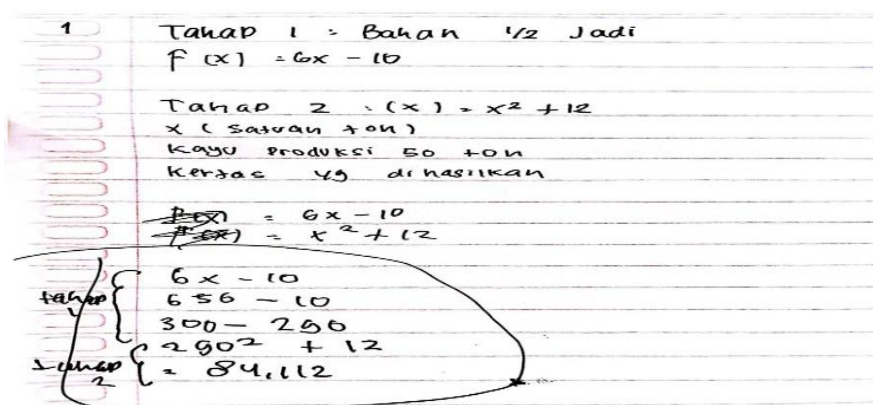 1 Tahap 1 : Bahan 1/2 Jadi
f (x) = 6x - 10
Tahap 2 : (x) = x² + 12
x (satuan ton)
Kayu produksi 50 ton
Kertas yg dihasilkan
f(x) = 6x - 10
f(x) = x² + 12
6x - 10
tahap 1 650 - 10
300 - 290
290² + 12
tahap 2 = 84.112